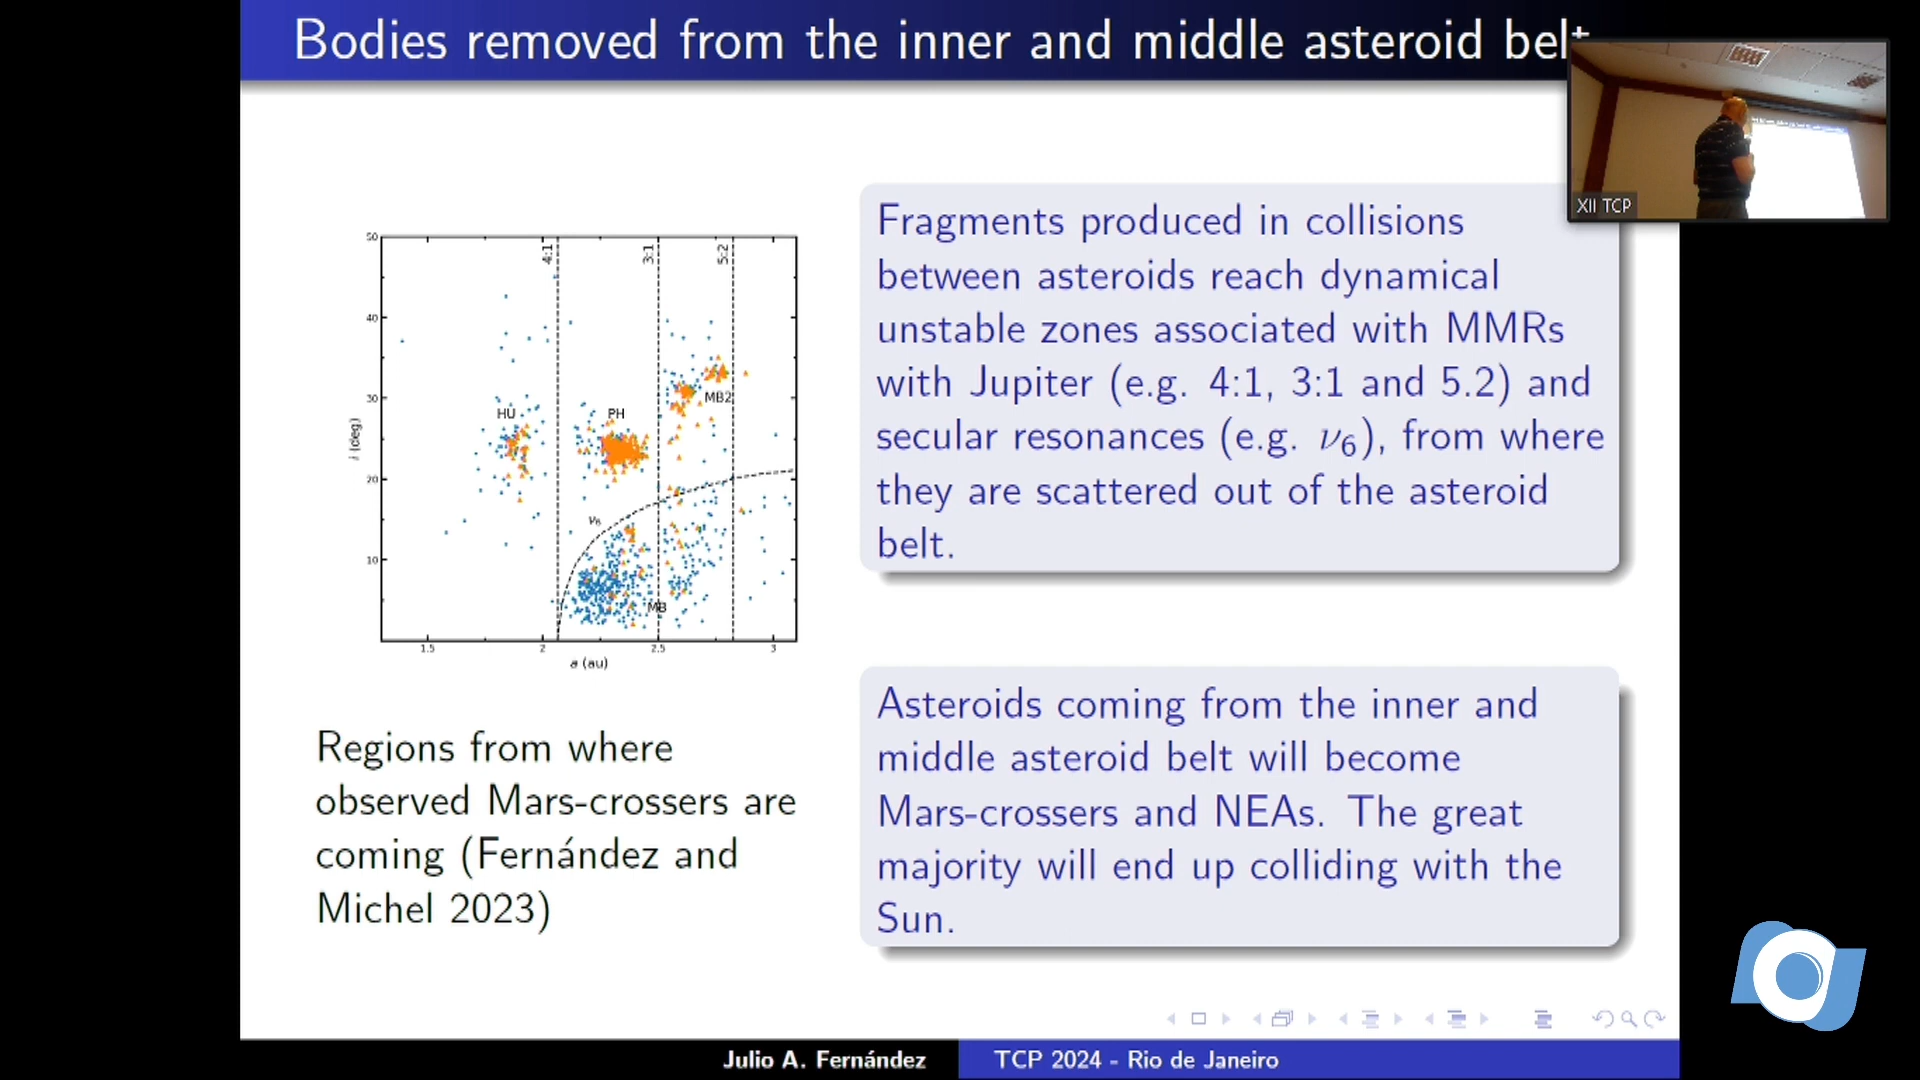 Bodies removed from the inner and middle asteroid belt
XII TCP
50
40
30
20
10
4:1
3:1
5:2
HU
PH
MB2
ν6
MB
i (deg)
1.5
2
2.5
3
a (au)
Regions from where
observed Mars-crossers are
coming (Fernández and
Michel 2023)
Fragments produced in collisions
between asteroids reach dynamical
unstable zones associated with MMRs
with Jupiter (e.g. 4:1, 3:1 and 5.2) and
secular resonances (e.g. ν6), from where
they are scattered out of the asteroid
belt.
Asteroids coming from the inner and
middle asteroid belt will become
Mars-crossers and NEAs. The great
majority will end up colliding with the
Sun.
Julio A. Fernández
TCP 2024 - Rio de Janeiro